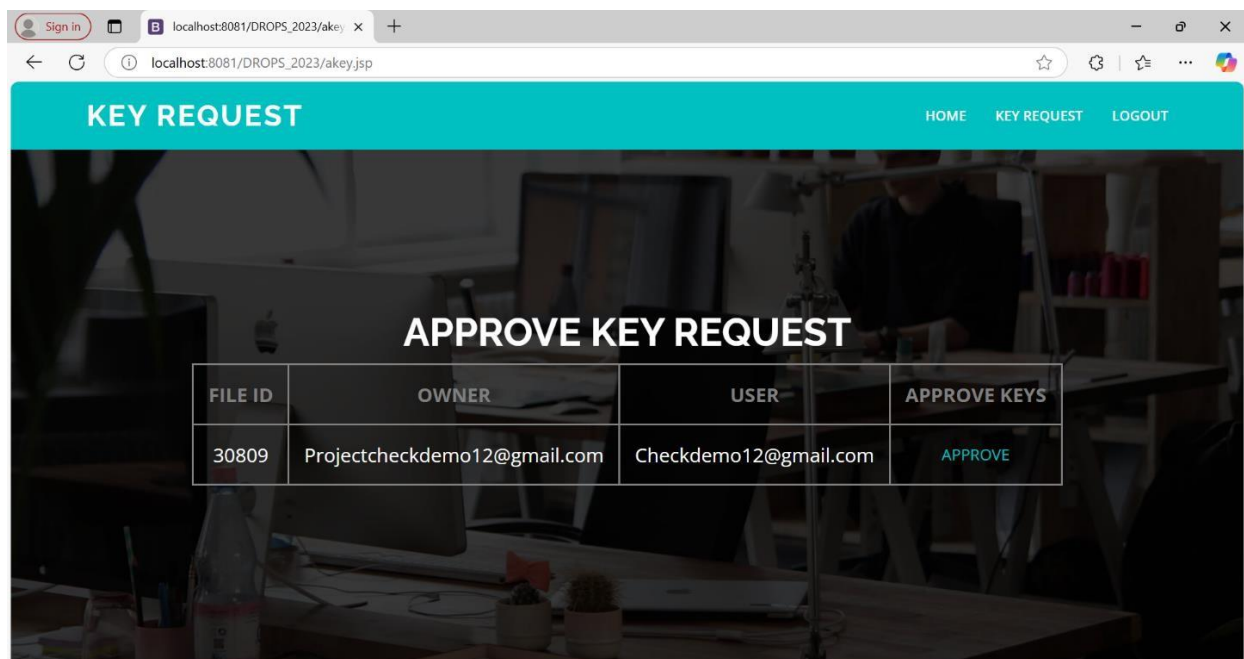 Sign in
localhost:8081/DROPS_2023/akey
localhost:8081/DROPS_2023/akey.jsp
KEY REQUEST
HOME KEY REQUEST LOGOUT
APPROVE KEY REQUEST
FILE ID OWNER USER APPROVE KEYS
30809 Projectcheckdemo12@gmail.com Checkdemo12@gmail.com APPROVE